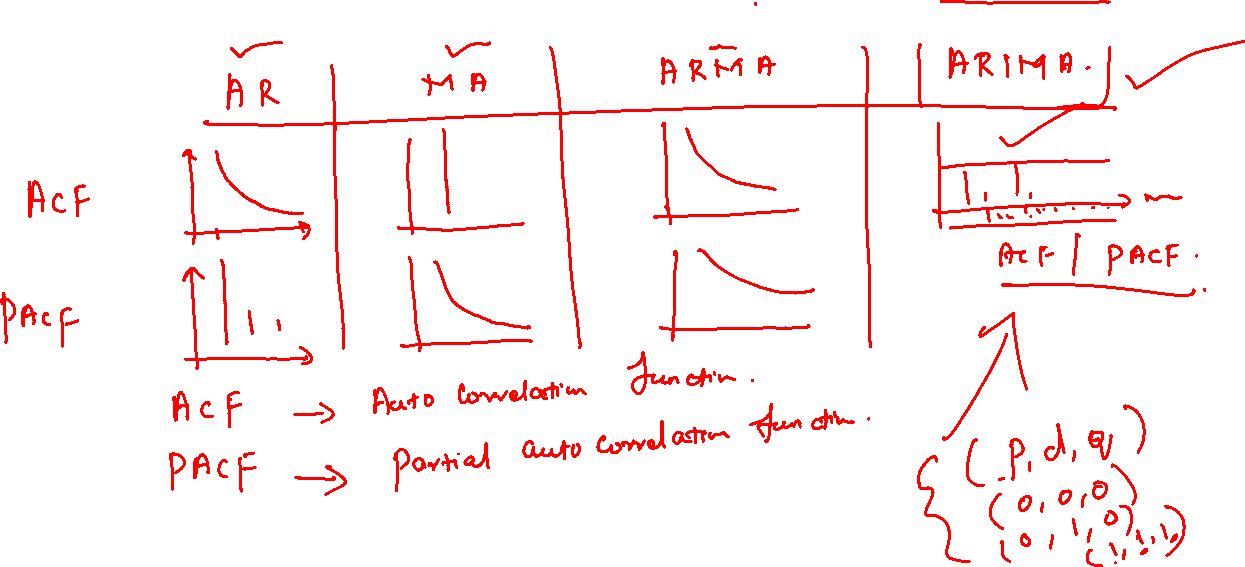 AR MA ARMA ARIMA.
ACF
ACF | PACF.
PACF
ACF → Auto Correlation function.
PACF → Partial auto correlation function.
(p, d, q)
(0, 0, 0)
(0, 1, 0)
(1, 1, 1)